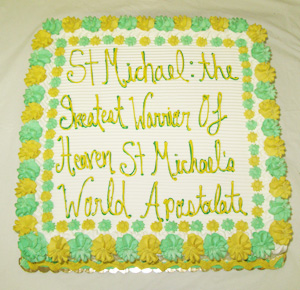 St Michael: the
Greatest Warrior Of
Heaven St Michael's
World Apostolate